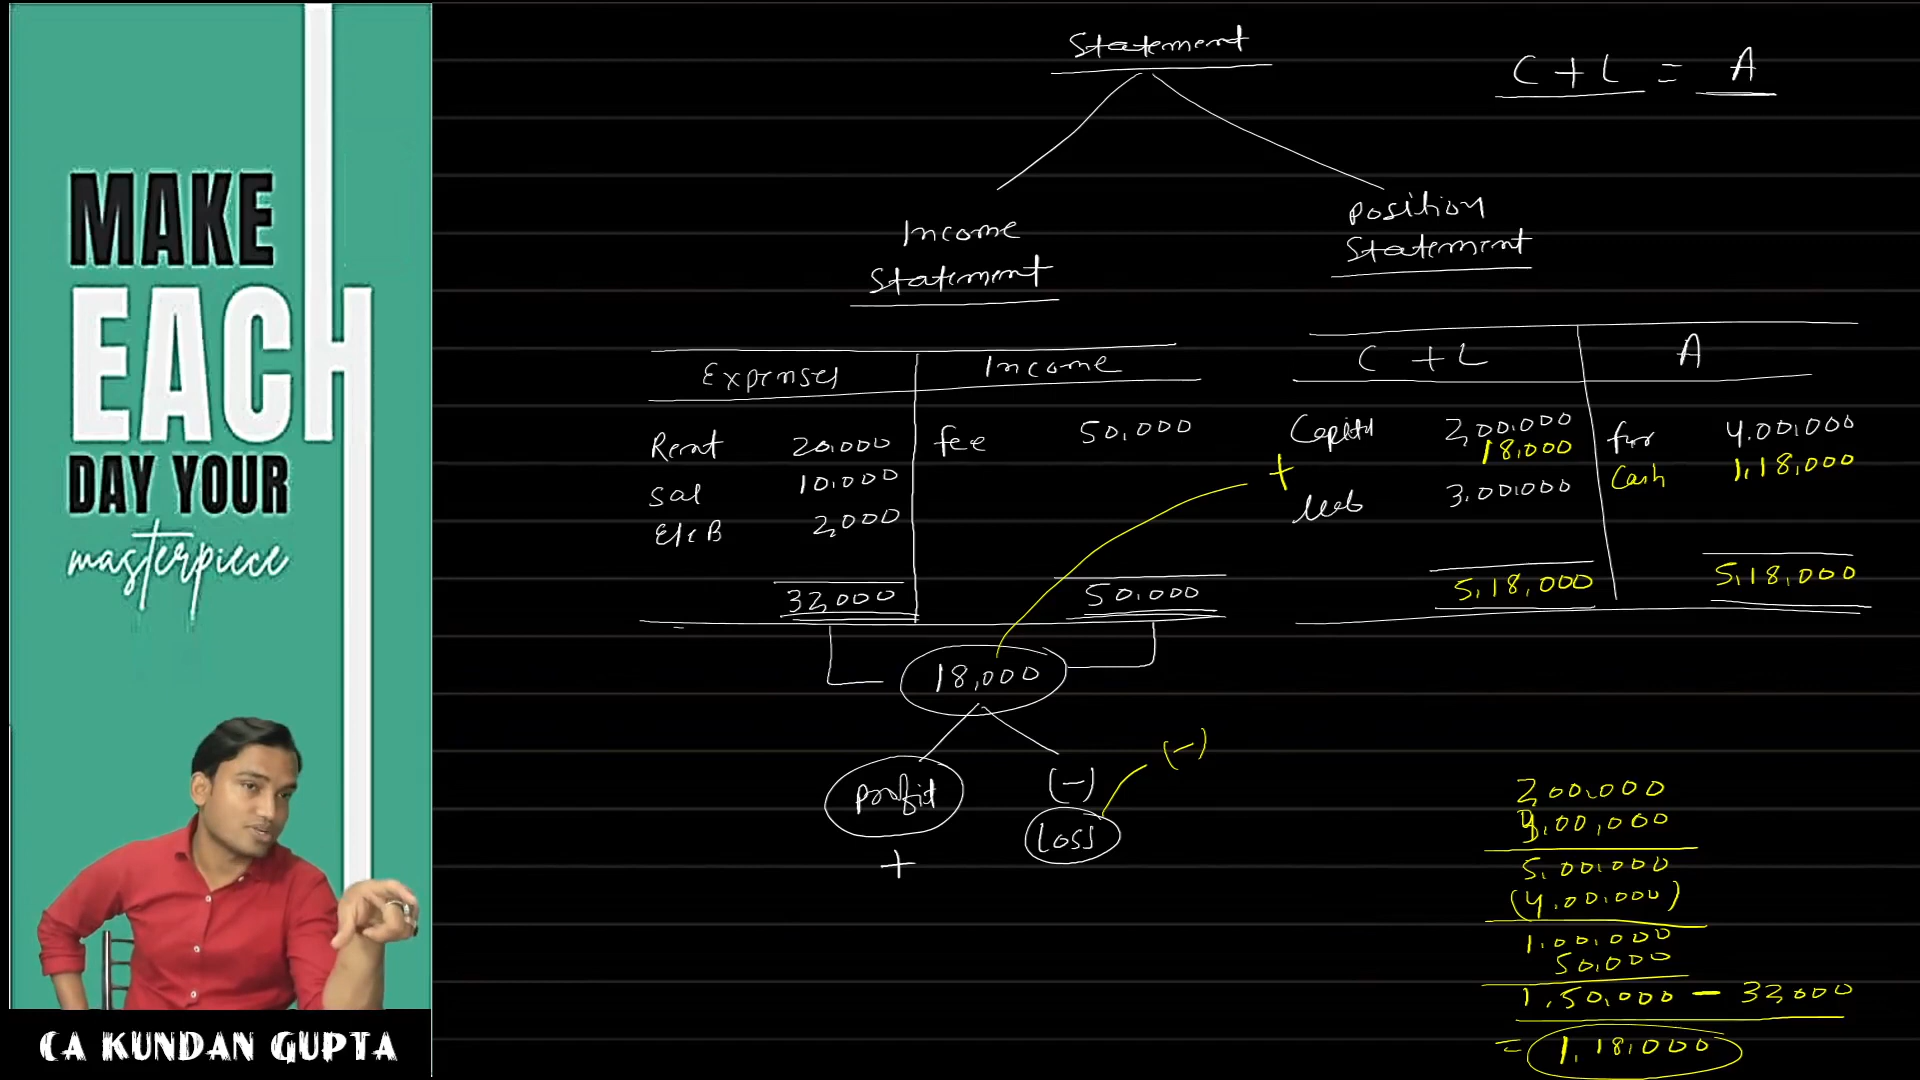 MAKE
EACH
DAY YOUR
masterpiece
CA KUNDAN GUPTA
Statement
C + L = A
Income
Statement
Position
Statement
Expenses Income
Rent 20,000 fee 50,000
Sal 10,000
2,000
32,000 50,000
18,000
profit
+
(-)
Loss
(-)
C + L A
Capital 2,00,000 fur 4,00,000
+ 18,000 Cash 1,18,000
3,00,000
5,18,000 5,18,000
2,00,000
3,00,000
5,00,000
(4,00,000)
1,00,000
50,000
1,50,000 - 32,000
= 1,18,000